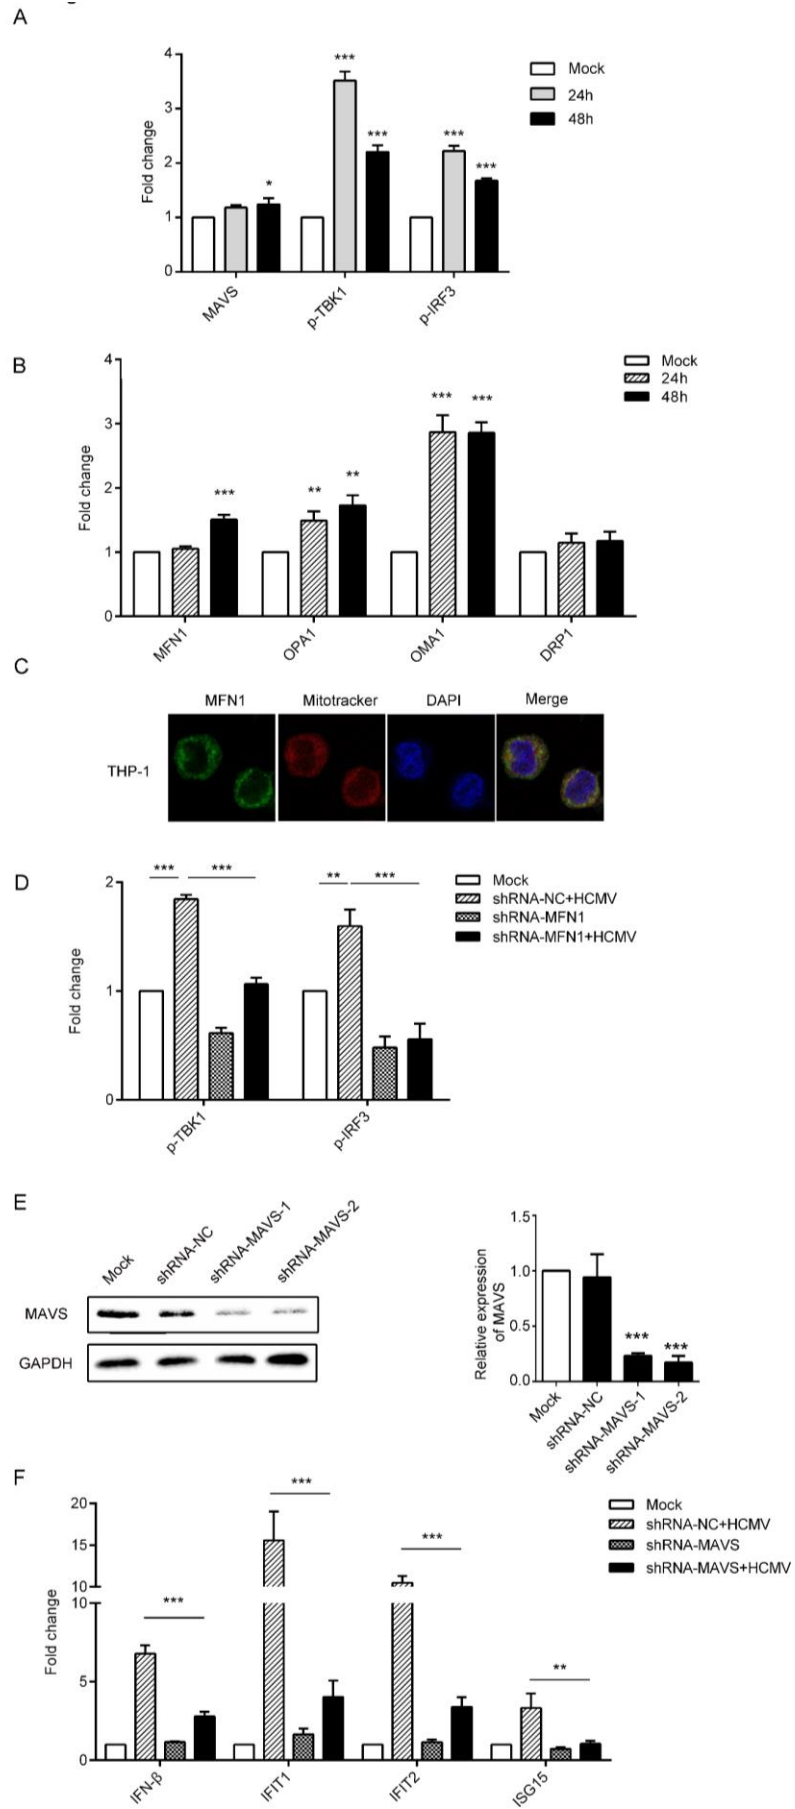 A
4
3
2
1
0
Fold change
***
***
***
***
*
Mock
24h
48h
MAVS
p-TBK1
p-IRF3
B
4
3
2
1
0
Fold change
***
**
**
***
***
Mock
24h
48h
MFN1
OPA1
OMA1
DRP1
C
MFN1 Mitotracker DAPI Merge
THP-1
D
2
1
0
Fold change
*** ***
** ***
Mock
shRNA-NC+HCMV
shRNA-MFN1
shRNA-MFN1+HCMV
p-TBK1
p-IRF3
E
Mock
shRNA-NC
shRNA-MAVS-1
shRNA-MAVS-2
MAVS
GAPDH
1.5
1.0
0.5
0.0
Relative expression
of MAVS
*** ***
Mock
shRNA-NC
shRNA-MAVS-1
shRNA-MAVS-2
F
20
15
10
10
5
0
Fold change
***
***
***
**
Mock
shRNA-NC+HCMV
shRNA-MAVS
shRNA-MAVS+HCMV
IFN-β
IFIT1
IFIT2
ISG15